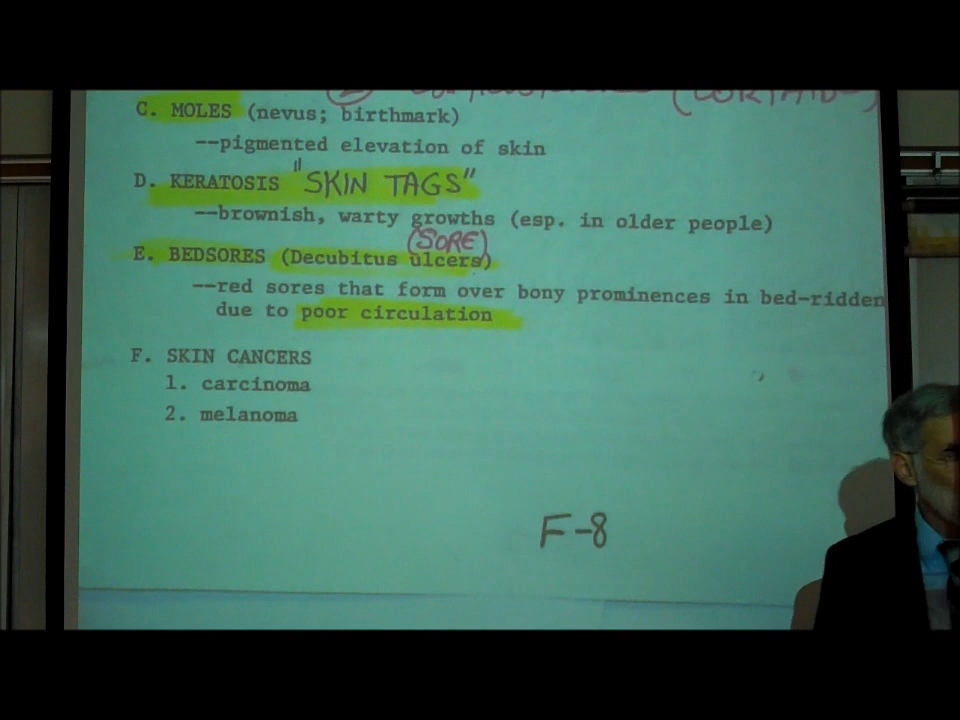 C. MOLES (nevus; birthmark)
--pigmented elevation of skin
D. KERATOSIS "SKIN TAGS"
--brownish, warty growths (esp. in older people)
(SORE)
E. BEDSORES (Decubitus ulcers)
--red sores that form over bony prominences in bed-ridden
due to poor circulation
F. SKIN CANCERS
1. carcinoma
2. melanoma
F-8